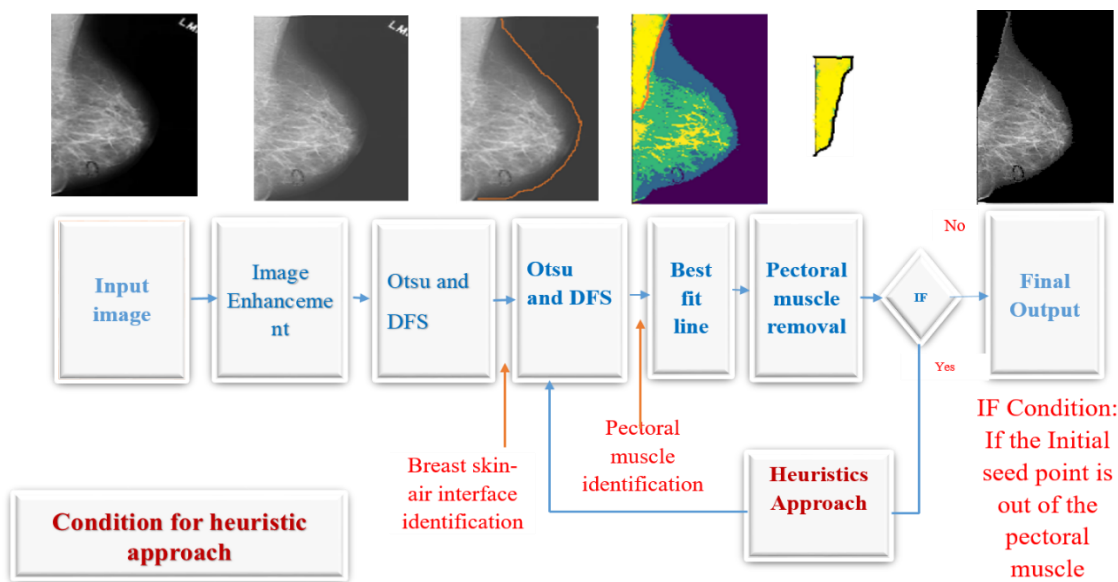 L.M.
L.M.
L.M.
No
Input
image
Image
Enhanceme
nt
Otsu and
DFS
Otsu
and DFS
Best
fit
line
Pectoral
muscle
removal
IF
Final
Output
Yes
Breast skin-
air interface
identification
Pectoral
muscle
identification
Heuristics
Approach
IF Condition:
If the Initial
seed point is
out of the
pectoral
muscle
Condition for heuristic
approach